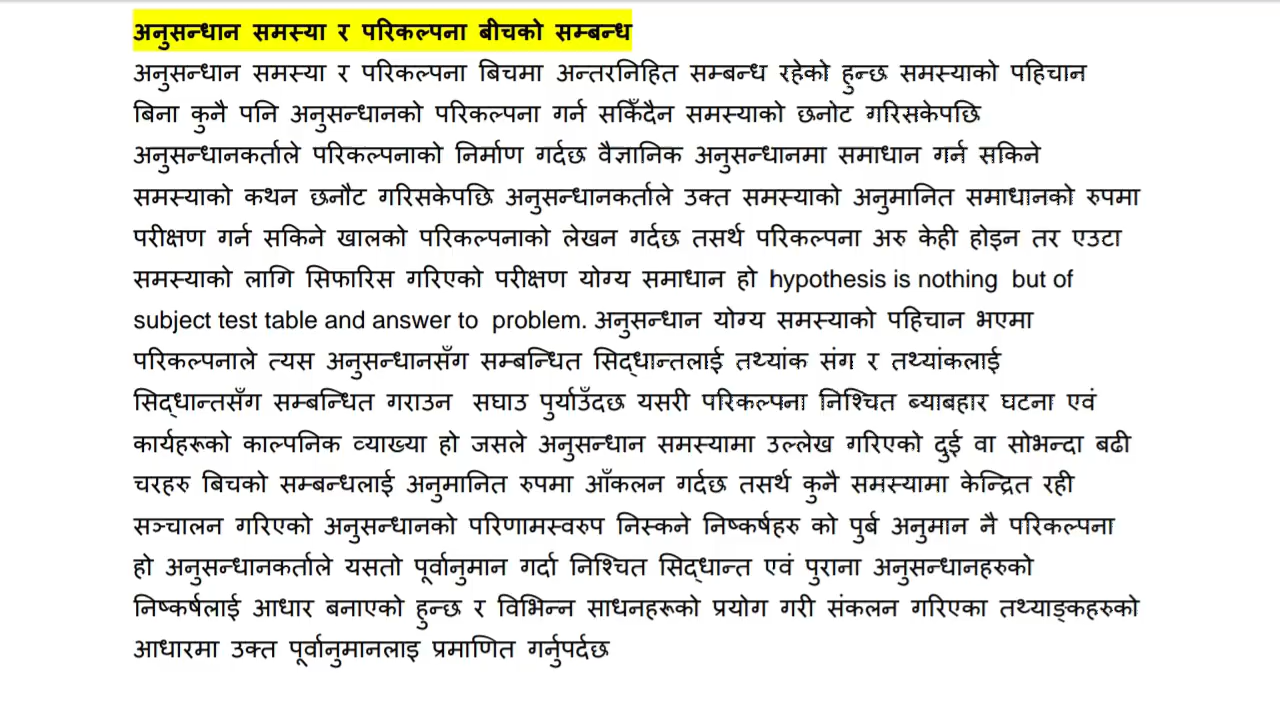 अनुसन्धान समस्या र परिकल्पना बीचको सम्बन्ध
अनुसन्धान समस्या र परिकल्पना बिचमा अन्तरनिहित सम्बन्ध रहेको हुन्छ समस्याको पहिचान
बिना कुनै पनि अनुसन्धानको परिकल्पना गर्न सकिँदैन समस्याको छनोट गरिसकेपछि
अनुसन्धानकर्ताले परिकल्पनाको निर्माण गर्दछ वैज्ञानिक अनुसन्धानमा समाधान गर्न सकिने
समस्याको कथन छनौट गरिसकेपछि अनुसन्धानकर्ताले उक्त समस्याको अनुमानित समाधानको रुपमा
परीक्षण गर्न सकिने खालको परिकल्पनाको लेखन गर्दछ तसर्थ परिकल्पना अरु केही होइन तर एउटा
समस्याको लागि सिफारिस गरिएको परीक्षण योग्य समाधान हो hypothesis is nothing but of
subject test table and answer to problem. अनुसन्धान योग्य समस्याको पहिचान भएमा
परिकल्पनाले त्यस अनुसन्धानसँग सम्बन्धित सिद्धान्तलाई तथ्यांक संग र तथ्यांकलाई
सिद्धान्तसँग सम्बन्धित गराउन सघाउ पुर्याउँदछ यसरी परिकल्पना निश्चित ब्याबहार घटना एवं
कार्यहरूको काल्पनिक व्याख्या हो जसले अनुसन्धान समस्यामा उल्लेख गरिएको दुई वा सोभन्दा बढी
चरहरु बिचको सम्बन्धलाई अनुमानित रुपमा आँकलन गर्दछ तसर्थ कुनै समस्यामा केन्द्रित रही
सञ्चालन गरिएको अनुसन्धानको परिणामस्वरुप निस्कने निष्कर्षहरु को पुर्ब अनुमान नै परिकल्पना
हो अनुसन्धानकर्ताले यसतो पूर्वानुमान गर्दा निश्चित सिद्धान्त एवं पुराना अनुसन्धानहरुको
निष्कर्षलाई आधार बनाएको हुन्छ र विभिन्न साधनहरूको प्रयोग गरी संकलन गरिएका तथ्याङ्कहरुको
आधारमा उक्त पूर्वानुमानलाइ प्रमाणित गर्नुपर्दछ